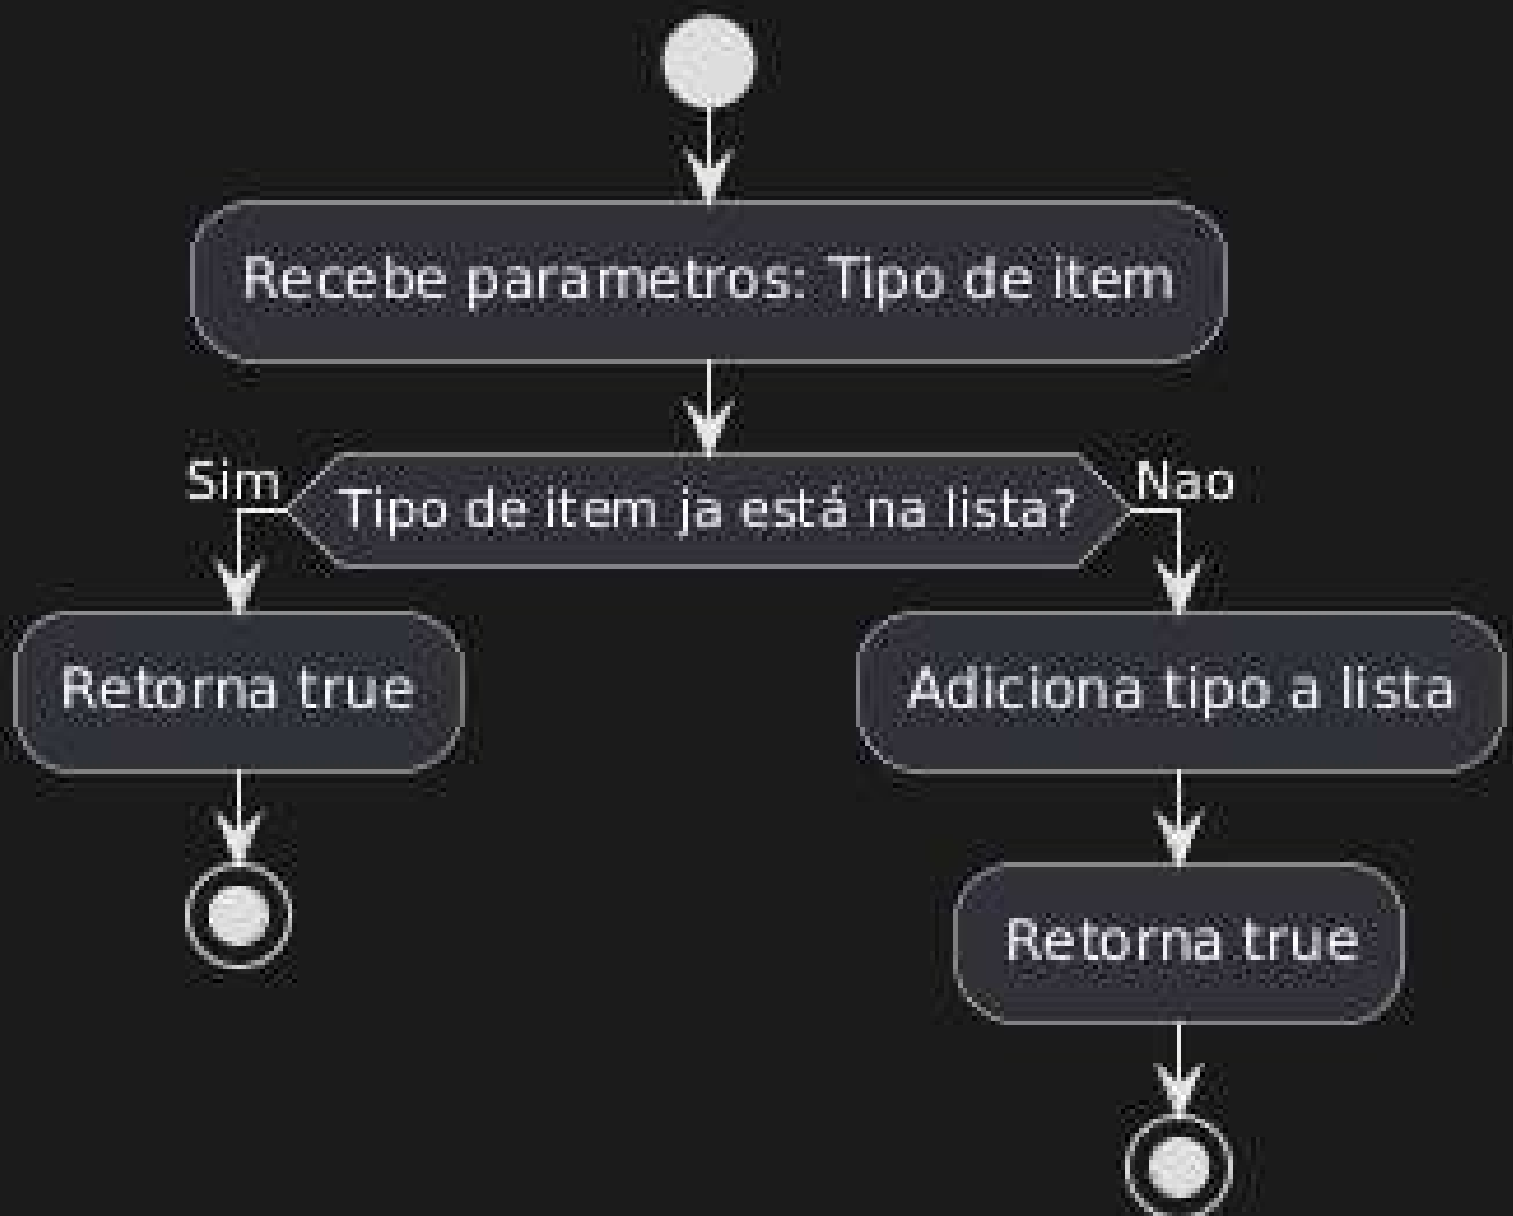 Recebe parametros: Tipo de item
Sim
Tipo de item ja está na lista?
Nao
Retorna true
Adiciona tipo a lista
Retorna true